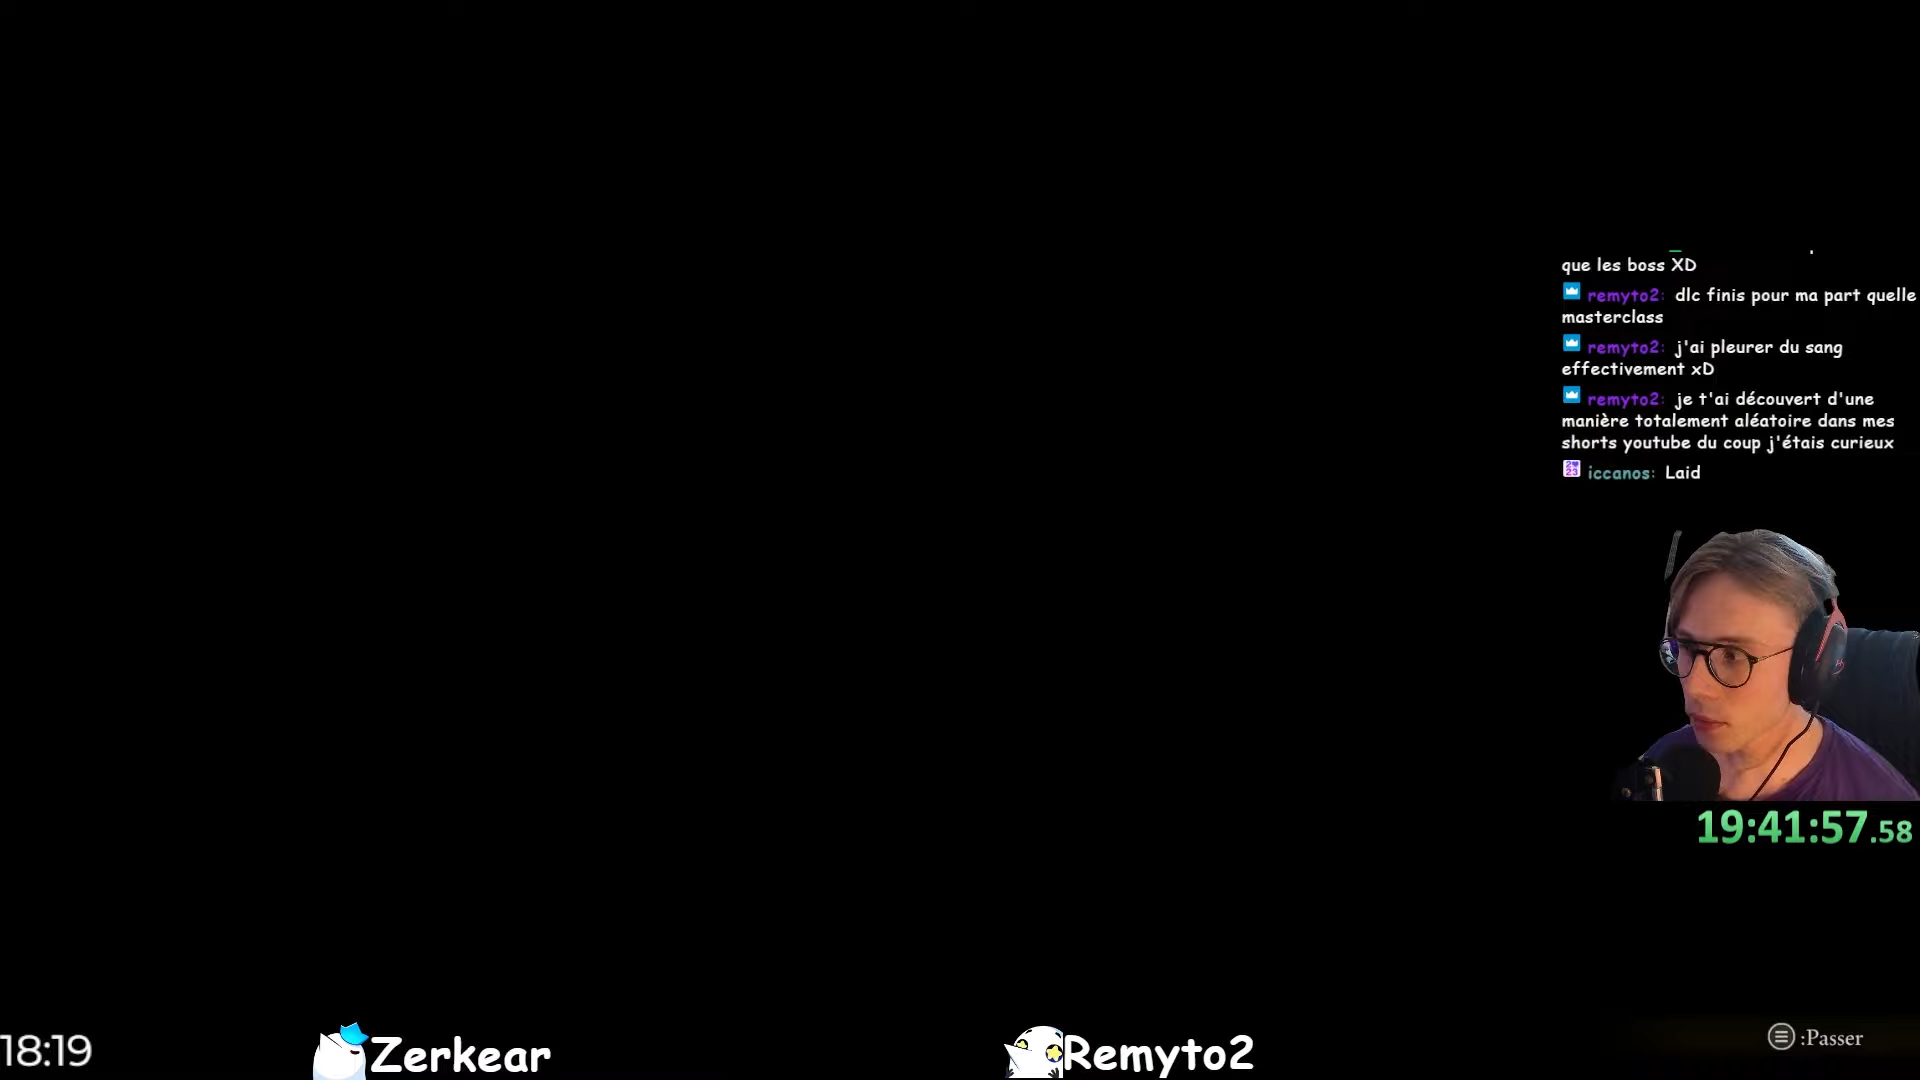 que les boss XD
remyto2: dlc finis pour ma part quelle
masterclass
remyto2: j'ai pleurer du sang
effectivement xD
remyto2: je t'ai découvert d'une
manière totalement aléatoire dans mes
shorts youtube du coup j'étais curieux
iccanos: Laid
19:41:57.58
18:19
Zerkear
Remyto2
:Passer